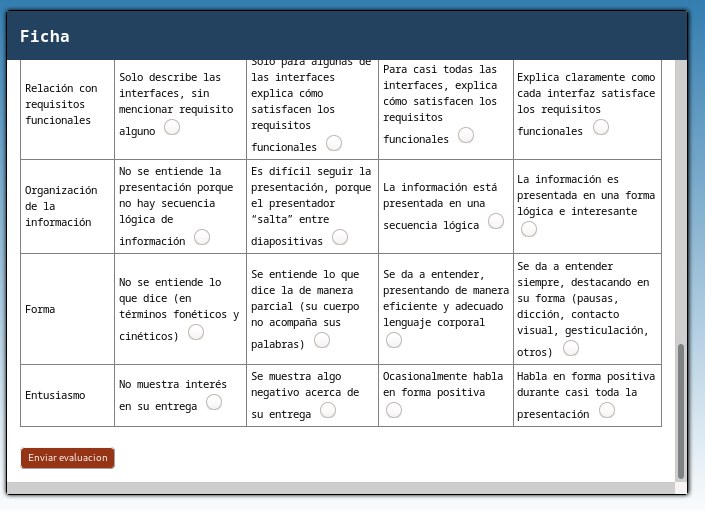 Ficha
Relación con
requisitos
funcionales
Solo describe las
interfaces, sin
mencionar requisito
alguno
Solo para algunas de
las interfaces
explica cómo
satisfacen los
requisitos
funcionales
Para casi todas las
interfaces, explica
cómo satisfacen los
requisitos
funcionales
Explica claramente como
cada interfaz satisface
los requisitos
funcionales
Organización
de la
información
No se entiende la
presentación porque
no hay secuencia
lógica de
información
Es difícil seguir la
presentación, porque
el presentador
“salta” entre
diapositivas
La información está
presentada en una
secuencia lógica
La información es
presentada en una forma
lógica e interesante
Forma
No se entiende lo
que dice (en
términos fonéticos y
cinéticos)
Se entiende lo que
dice la de manera
parcial (su cuerpo
no acompaña sus
palabras)
Se da a entender,
presentando de manera
eficiente y adecuado
lenguaje corporal
Se da a entender
siempre, destacando en
su forma (pausas,
dicción, contacto
visual, gesticulación,
otros)
Entusiasmo
No muestra interés
en su entrega
Se muestra algo
negativo acerca de
su entrega
Ocasionalmente habla
en forma positiva
Habla en forma positiva
durante casi toda la
presentación
Enviar evaluacion